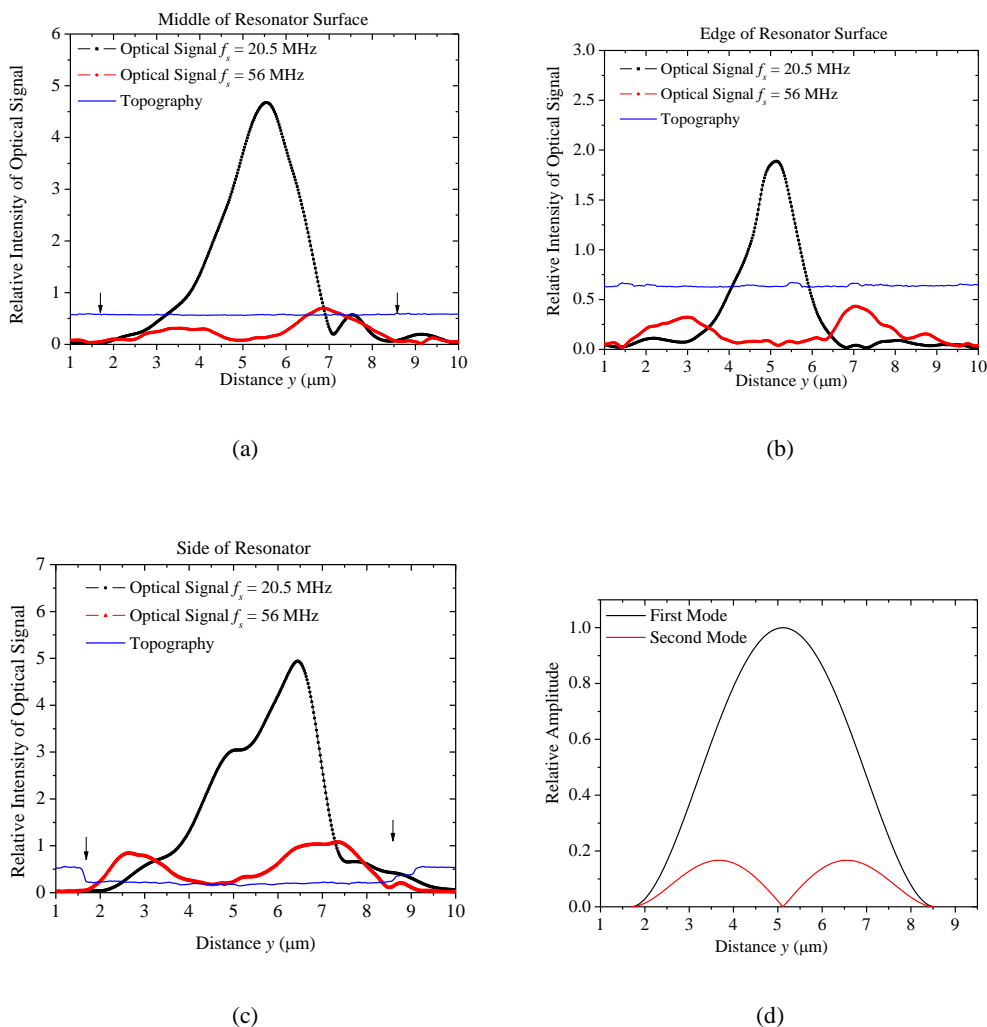 Middle of Resonator Surface
Optical Signal f_s = 20.5 MHz
Optical Signal f_s = 56 MHz
Topography
Relative Intensity of Optical Signal
6
5
4
3
2
1
0
1 2 3 4 5 6 7 8 9 10
Distance y (μm)
(a)
Edge of Resonator Surface
Optical Signal f_s = 20.5 MHz
Optical Signal f_s = 56 MHz
Topography
Relative Intensity of Optical Signal
3.0
2.5
2.0
1.5
1.0
0.5
0.0
1 2 3 4 5 6 7 8 9 10
Distance y (μm)
(b)
Side of Resonator
Optical Signal f_s = 20.5 MHz
Optical Signal f_s = 56 MHz
Topography
Relative Intensity of Optical Signal
7
6
5
4
3
2
1
0
1 2 3 4 5 6 7 8 9 10
Distance y (μm)
(c)
First Mode
Second Mode
Relative Amplitude
1.0
0.8
0.6
0.4
0.2
0.0
1 2 3 4 5 6 7 8 9
Distance y (μm)
(d)